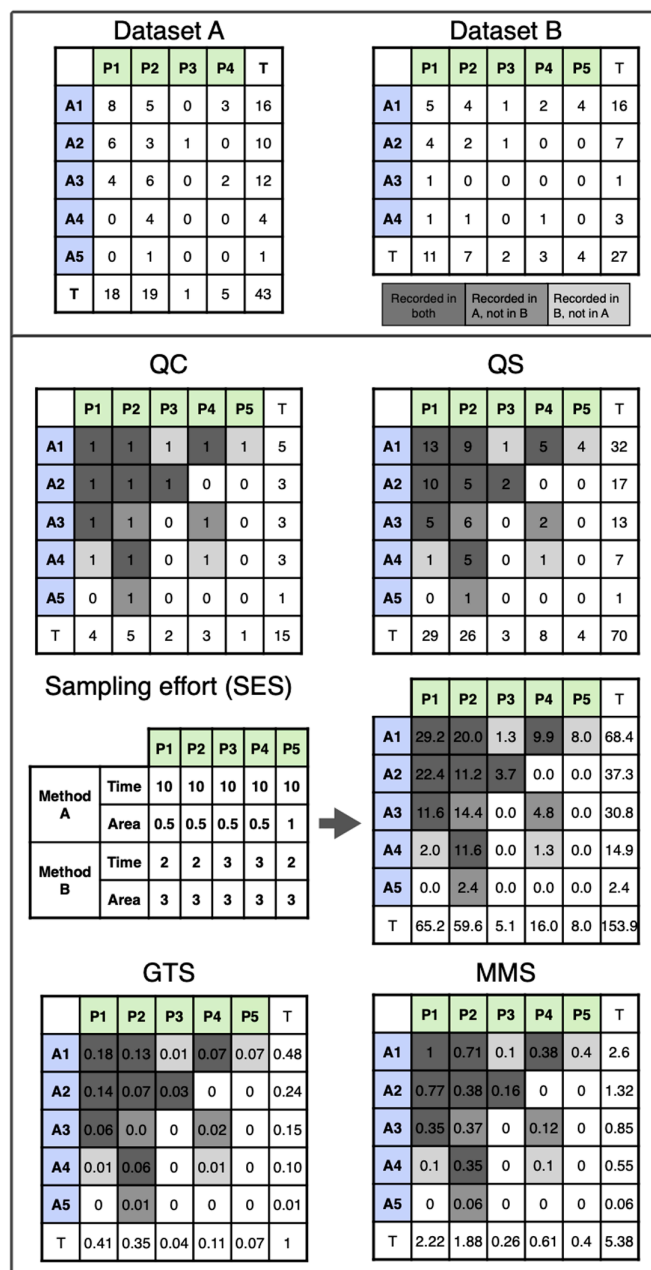 Dataset A Dataset B
P1 P2 P3 P4 T
A1 8 5 0 3 16
A2 6 3 1 0 10
A3 4 6 0 2 12
A4 0 4 0 0 4
A5 0 1 0 0 1
T 18 19 1 5 43
P1 P2 P3 P4 P5 T
A1 5 4 1 2 4 16
A2 4 2 1 0 0 7
A3 1 0 0 0 0 1
A4 1 1 0 1 0 3
T 11 7 2 3 4 27
Recorded in both
Recorded in A, not in B
Recorded in B, not in A
QC QS
P1 P2 P3 P4 P5 T
A1 1 1 1 1 1 5
A2 1 1 1 0 0 3
A3 1 1 0 1 0 3
A4 1 1 0 1 0 3
A5 0 1 0 0 0 1
T 4 5 2 3 1 15
P1 P2 P3 P4 P5 T
A1 13 9 1 5 4 32
A2 10 5 2 0 0 17
A3 5 6 0 2 0 13
A4 1 5 0 1 0 7
A5 0 1 0 0 0 1
T 29 26 3 8 4 70
Sampling effort (SES)
P1 P2 P3 P4 P5
Method A
Time 10 10 10 10 10
Area 0.5 0.5 0.5 0.5 1
Method B
Time 2 2 3 3 2
Area 3 3 3 3 3
P1 P2 P3 P4 P5 T
A1 29.2 20.0 1.3 9.9 8.0 68.4
A2 22.4 11.2 3.7 0.0 0.0 37.3
A3 11.6 14.4 0.0 4.8 0.0 30.8
A4 2.0 11.6 0.0 1.3 0.0 14.9
A5 0.0 2.4 0.0 0.0 0.0 2.4
T 65.2 59.6 5.1 16.0 8.0 153.9
GTS MMS
P1 P2 P3 P4 P5 T
A1 0.18 0.13 0.01 0.07 0.07 0.48
A2 0.14 0.07 0.03 0 0 0.24
A3 0.06 0.0 0 0.02 0 0.15
A4 0.01 0.06 0 0.01 0 0.10
A5 0 0.01 0 0 0 0.01
T 0.41 0.35 0.04 0.11 0.07 1
P1 P2 P3 P4 P5 T
A1 1 0.71 0.1 0.38 0.4 2.6
A2 0.77 0.38 0.16 0 0 1.32
A3 0.35 0.37 0 0.12 0 0.85
A4 0.1 0.35 0 0.1 0 0.55
A5 0 0.06 0 0 0 0.06
T 2.22 1.88 0.26 0.61 0.4 5.38